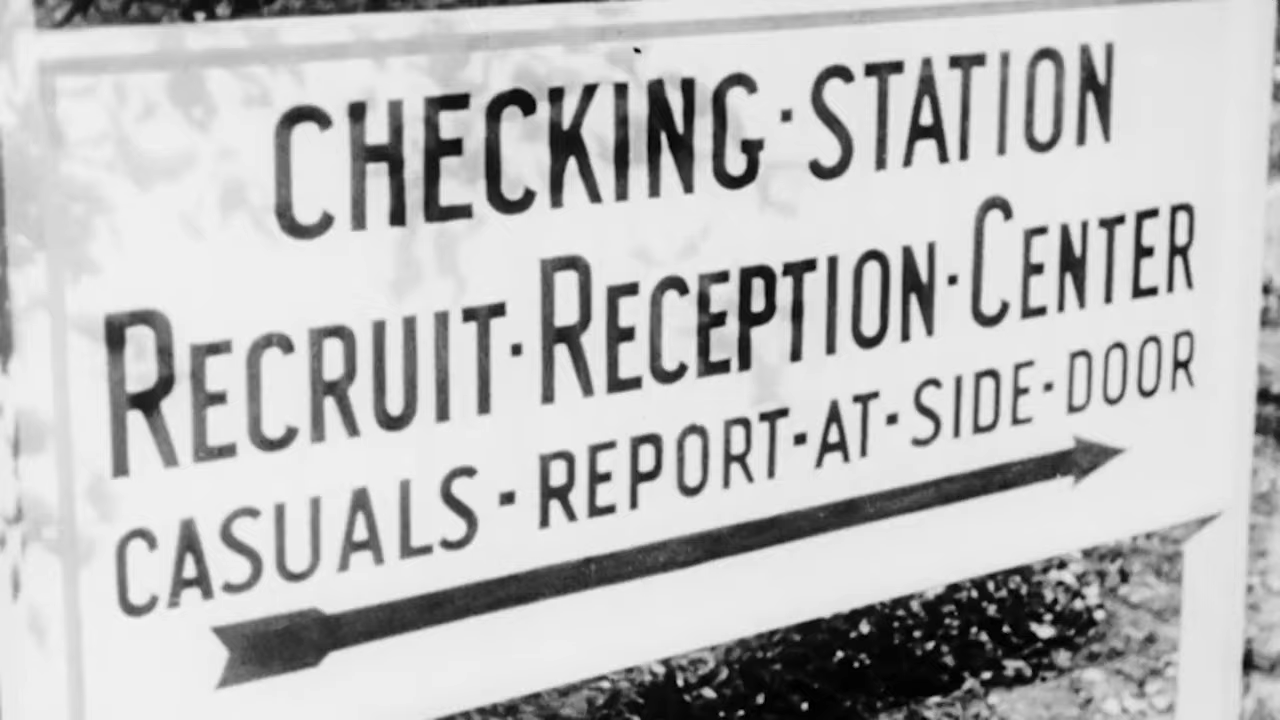 CHECKING·STATION
RECRUIT·RECEPTION·CENTER
CASUALS-REPORT-AT-SIDE-DOOR